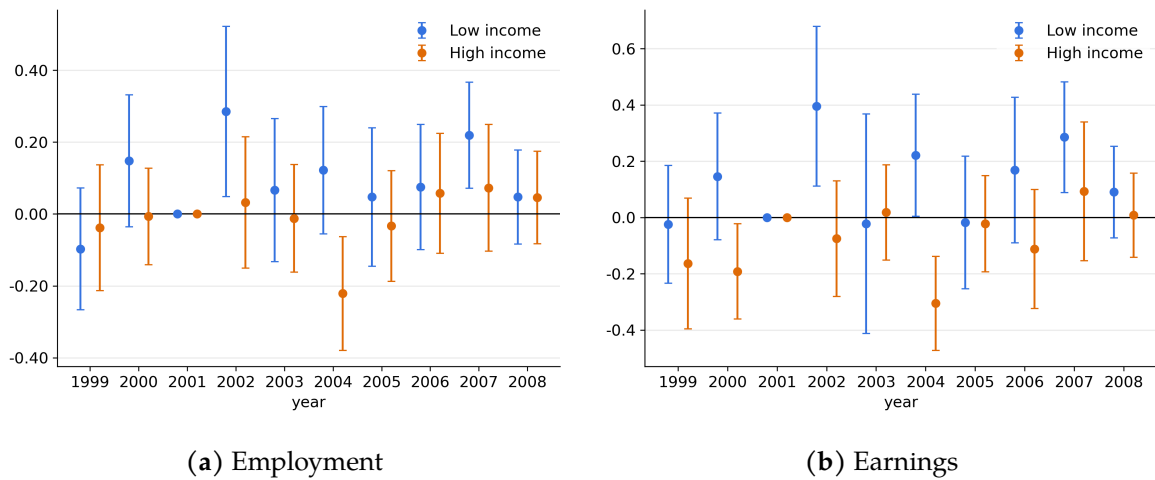 Low income
High income
0.40
0.20
0.00
-0.20
-0.40
1999 2000 2001 2002 2003 2004 2005 2006 2007 2008
year
(a) Employment
Low income
High income
0.6
0.4
0.2
0.0
-0.2
-0.4
1999 2000 2001 2002 2003 2004 2005 2006 2007 2008
year
(b) Earnings